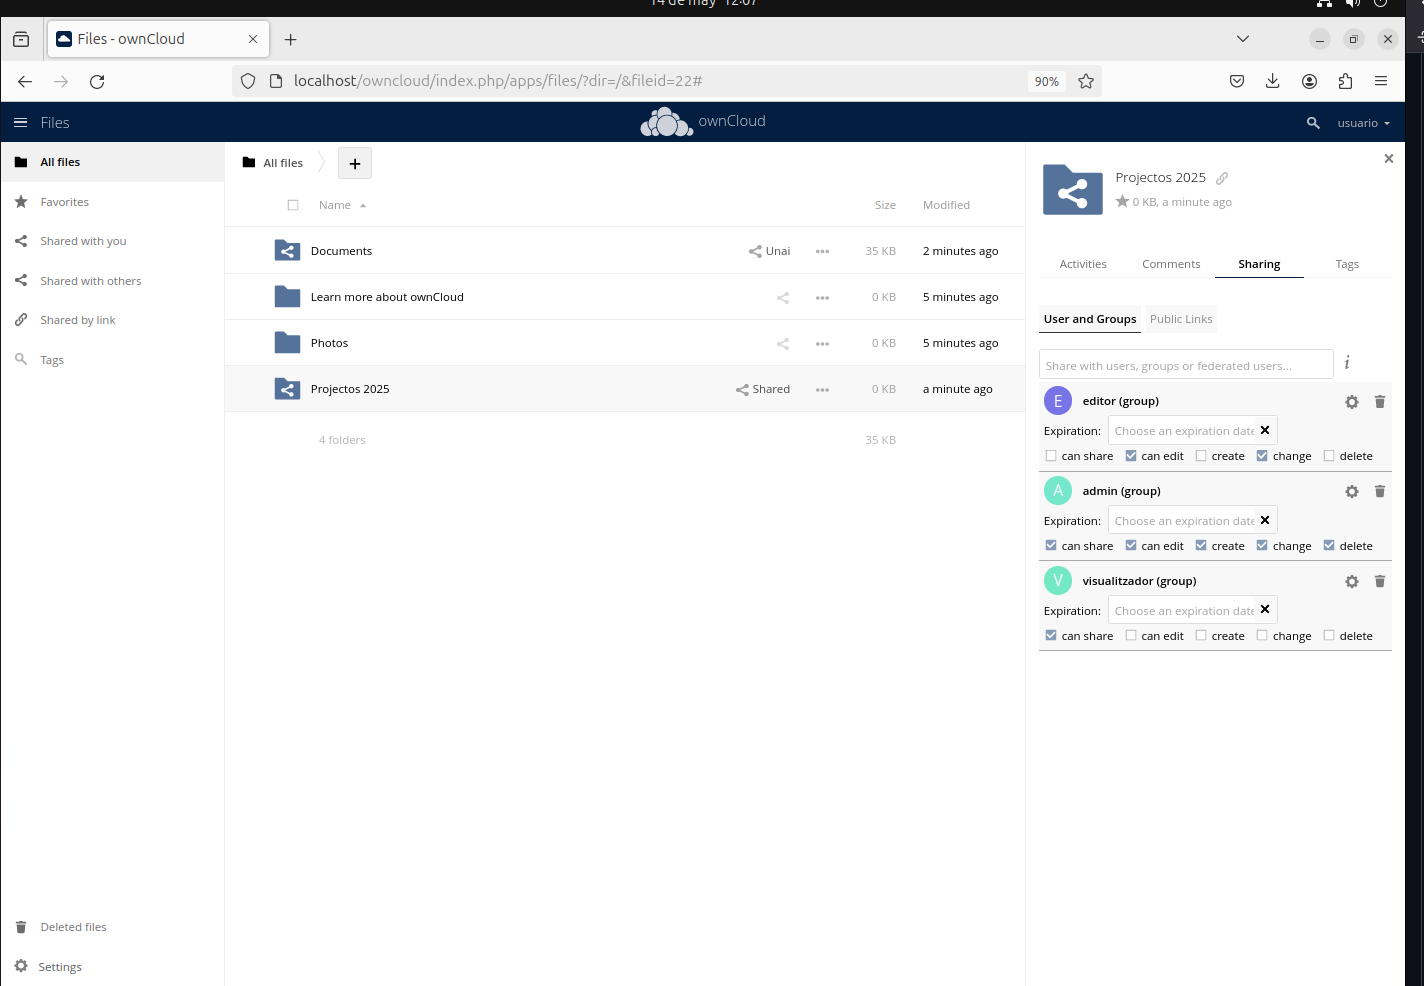 14 de may 12:07
Files - ownCloud
localhost/owncloud/index.php/apps/files/?dir=/&fileid=22#
90%
Files
ownCloud
usuario
All files
Favorites
Shared with you
Shared with others
Shared by link
Tags
Deleted files
Settings
All files
+
Name
Size
Modified
Documents
Unai
35 KB
2 minutes ago
Learn more about ownCloud
0 KB
5 minutes ago
Photos
0 KB
5 minutes ago
Projectos 2025
Shared
0 KB
a minute ago
4 folders
35 KB
Projectos 2025
0 KB, a minute ago
Activities
Comments
Sharing
Tags
User and Groups
Public Links
Share with users, groups or federated users...
i
E
editor (group)
Expiration:
Choose an expiration date
can share
can edit
create
change
delete
A
admin (group)
Expiration:
Choose an expiration date
can share
can edit
create
change
delete
V
visualitzador (group)
Expiration:
Choose an expiration date
can share
can edit
create
change
delete